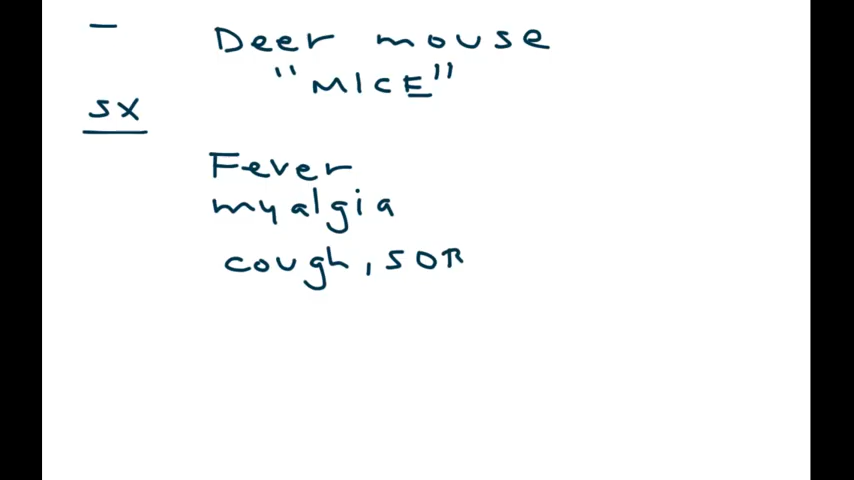 Deer mouse
"MICE"
SX
Fever
myalgia
cough, SOB